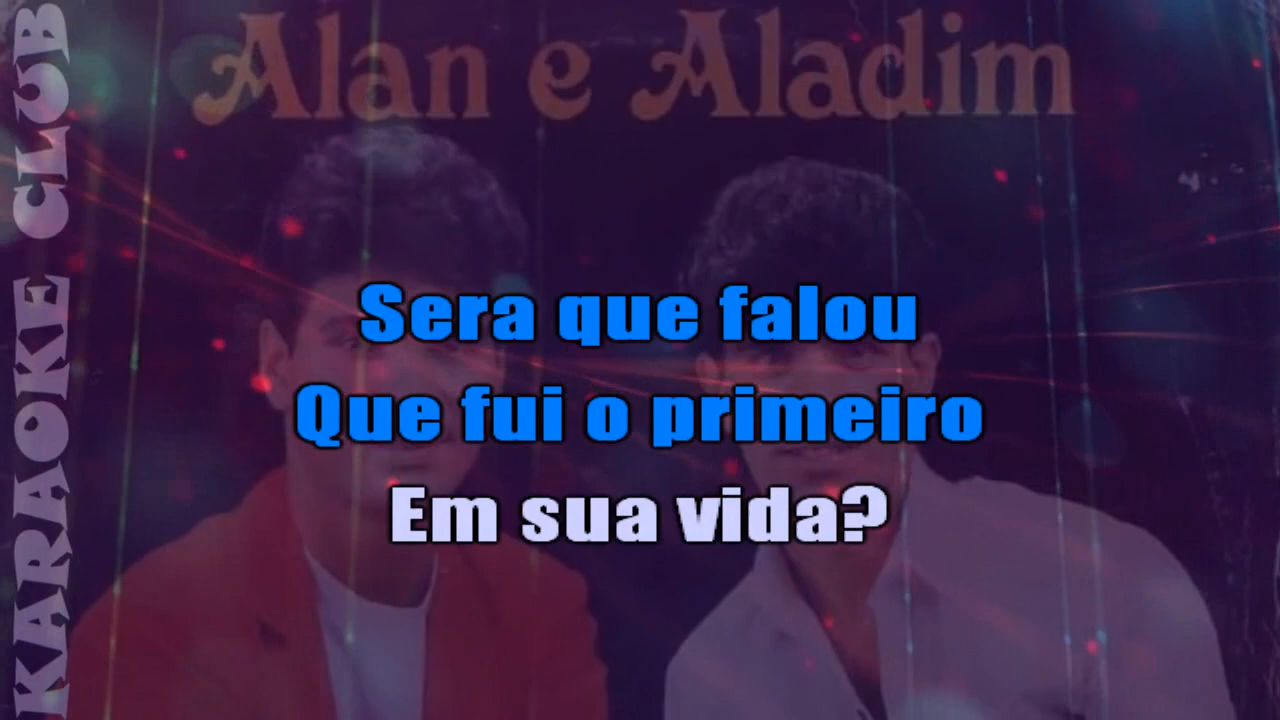 Alan e Aladim
KARAOKE CLUB
Sera que falou
Que fui o primeiro
Em sua vida?